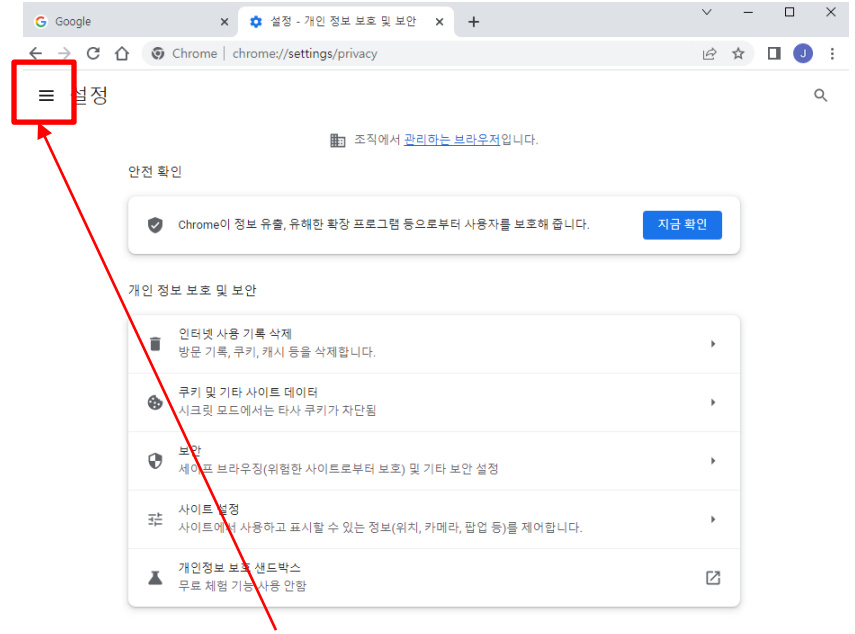 Google
설정 - 개인 정보 보호 및 보안
Chrome | chrome://settings/privacy
J
설정
조직에서 관리하는 브라우저입니다.
안전 확인
Chrome이 정보 유출, 유해한 확장 프로그램 등으로부터 사용자를 보호해 줍니다.
지금 확인
개인 정보 보호 및 보안
인터넷 사용 기록 삭제
방문 기록, 쿠키, 캐시 등을 삭제합니다.
쿠키 및 기타 사이트 데이터
시크릿 모드에서는 타사 쿠키가 차단됨
보안
세이프 브라우징(위험한 사이트로부터 보호) 및 기타 보안 설정
사이트 설정
사이트에서 사용하고 표시할 수 있는 정보(위치, 카메라, 팝업 등)를 제어합니다.
개인정보 보호 샌드박스
무료 체험 기능 사용 안함